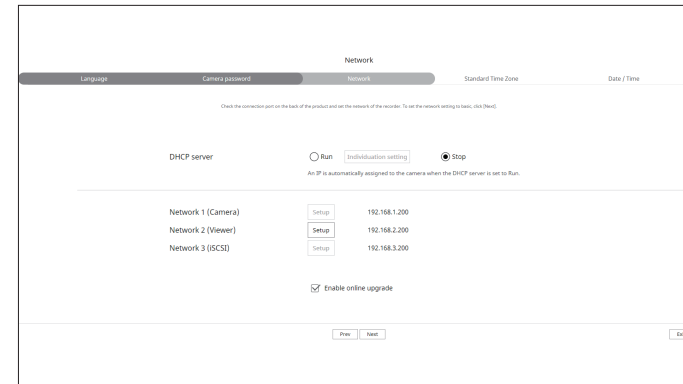 Network
Language Camera password Network Standard Time Zone Date / Time
Check the connection port on the back of the product and set the network of the recorder. To set the network setting to basic, click [Next].
DHCP server Run Individuation setting Stop
An IP is automatically assigned to the camera when the DHCP server is set to Run.
Network 1 (Camera) Setup 192.168.1.200
Network 2 (Viewer) Setup 192.168.2.200
Network 3 (iSCSI) Setup 192.168.3.200
Enable online upgrade
Prev Next